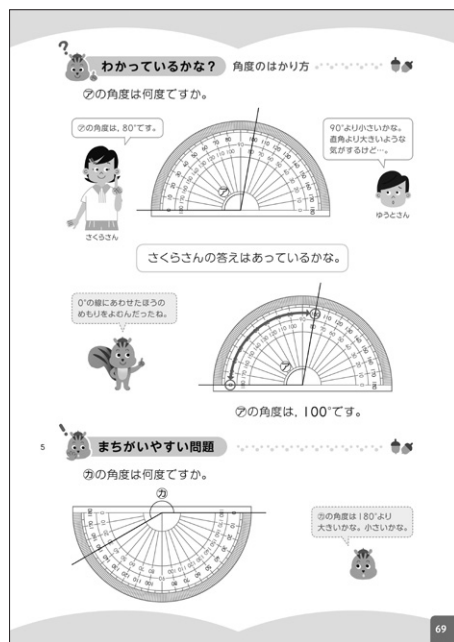 わかっているかな？ 角度のはかり方
㋐の角度は何度ですか。
㋐の角度は、80°です。
さくらさん
90°より小さいかな。
直角より大きいような
気がするけど…。
ゆうとさん
㋐
さくらさんの答えはあっているかな。
0°の線にあわせたほうの
めもりをよむんだったね。
㋐
㋐の角度は、100°です。
5
まちがいやすい問題
㋕の角度は何度ですか。
㋕
㋕の角度は180°より
大きいかな。小さいかな。
69